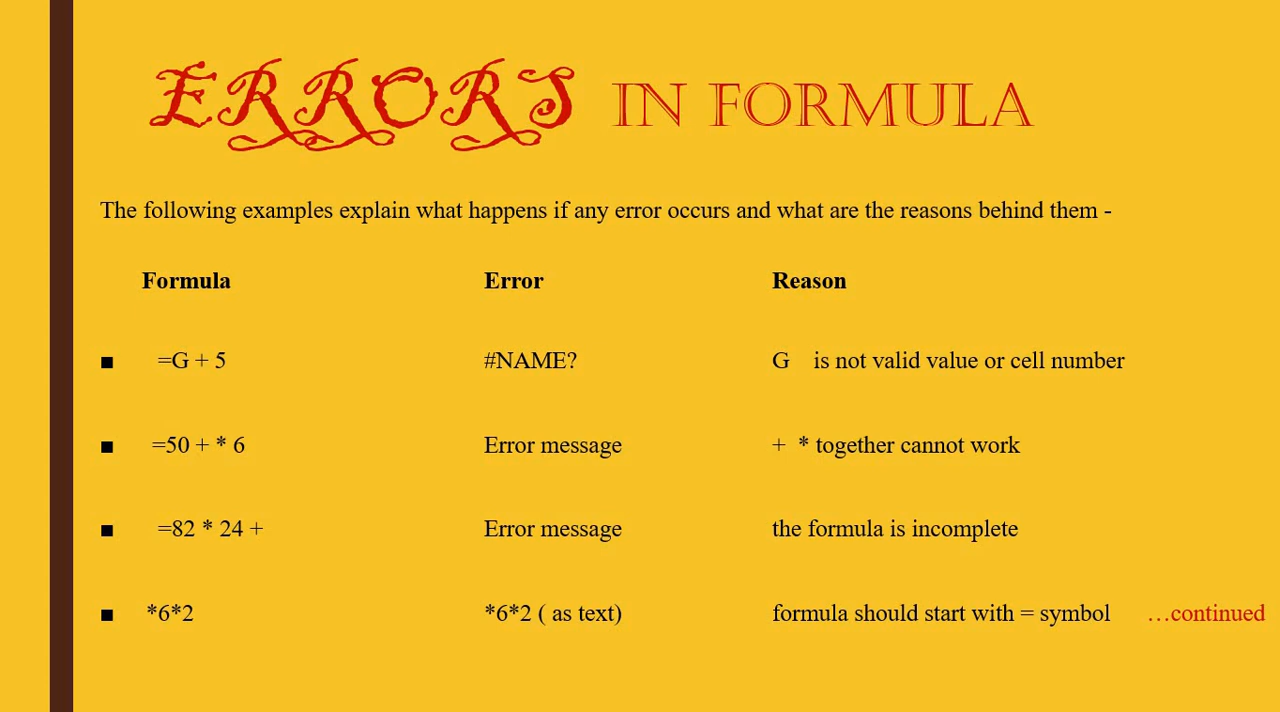 ERRORS IN FORMULA
The following examples explain what happens if any error occurs and what are the reasons behind them -
Formula Error Reason
■ =G + 5 #NAME? G is not valid value or cell number
■ =50 + * 6 Error message + * together cannot work
■ =82 * 24 + Error message the formula is incomplete
■ *6*2 *6*2 ( as text) formula should start with = symbol …continued